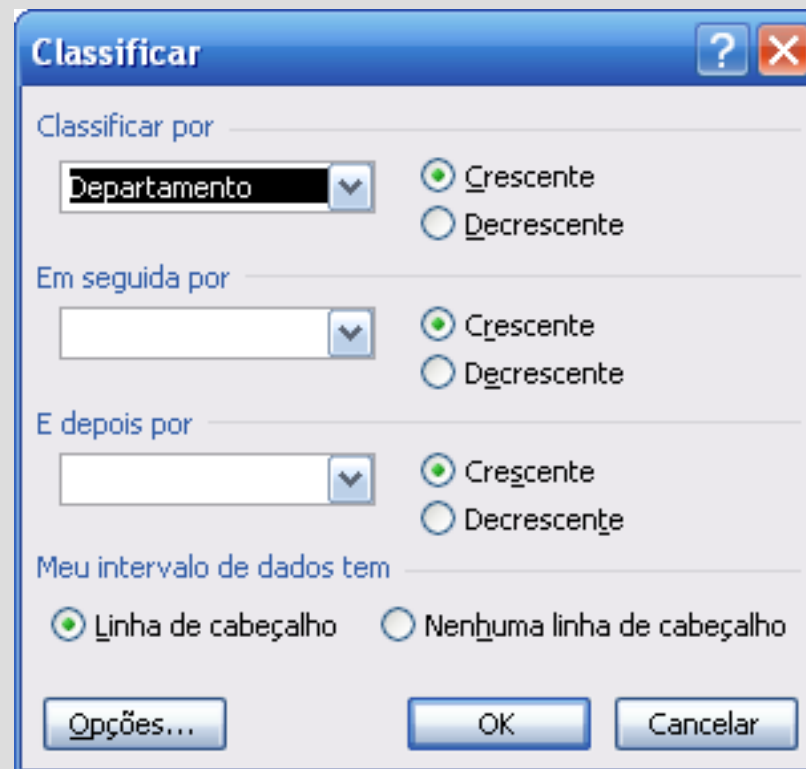 Classificar
?
Classificar por
Departamento
Crescente
Decrescente
Em seguida por
Crescente
Decrescente
E depois por
Crescente
Decrescente
Meu intervalo de dados tem
Linha de cabeçalho Nenhuma linha de cabeçalho
Opções... OK Cancelar